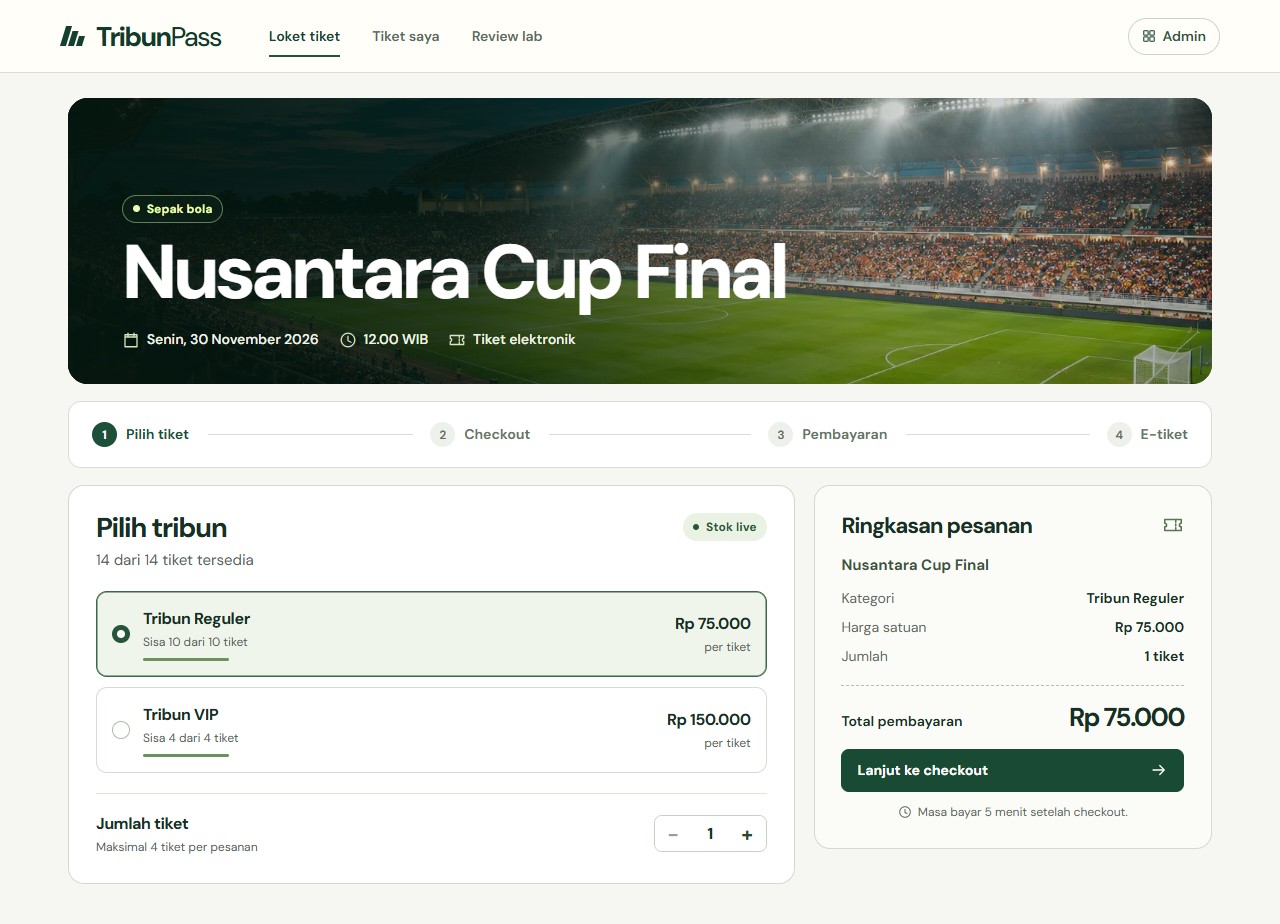 TribunPass
Loket tiket
Tiket saya
Review lab
Admin
Sepak bola
Nusantara Cup Final
Senin, 30 November 2026
12.00 WIB
Tiket elektronik
1 Pilih tiket
2 Checkout
3 Pembayaran
4 E-tiket
Pilih tribun
Stok live
14 dari 14 tiket tersedia
Tribun Reguler
Sisa 10 dari 10 tiket
Rp 75.000
per tiket
Tribun VIP
Sisa 4 dari 4 tiket
Rp 150.000
per tiket
Jumlah tiket
Maksimal 4 tiket per pesanan
− 1 +
Ringkasan pesanan
Nusantara Cup Final
Kategori Tribun Reguler
Harga satuan Rp 75.000
Jumlah 1 tiket
Total pembayaran Rp 75.000
Lanjut ke checkout →
Masa bayar 5 menit setelah checkout.